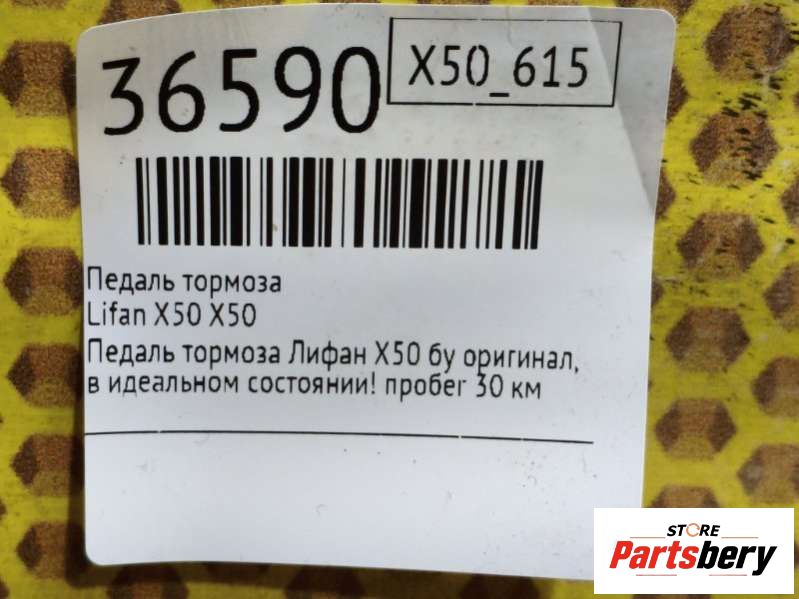 36590
X50_615
Педаль тормоза
Lifan X50 X50
Педаль тормоза Лифан Х50 бу оригинал,
в идеальном состоянии! пробег 30 км
STORE
Partsbery